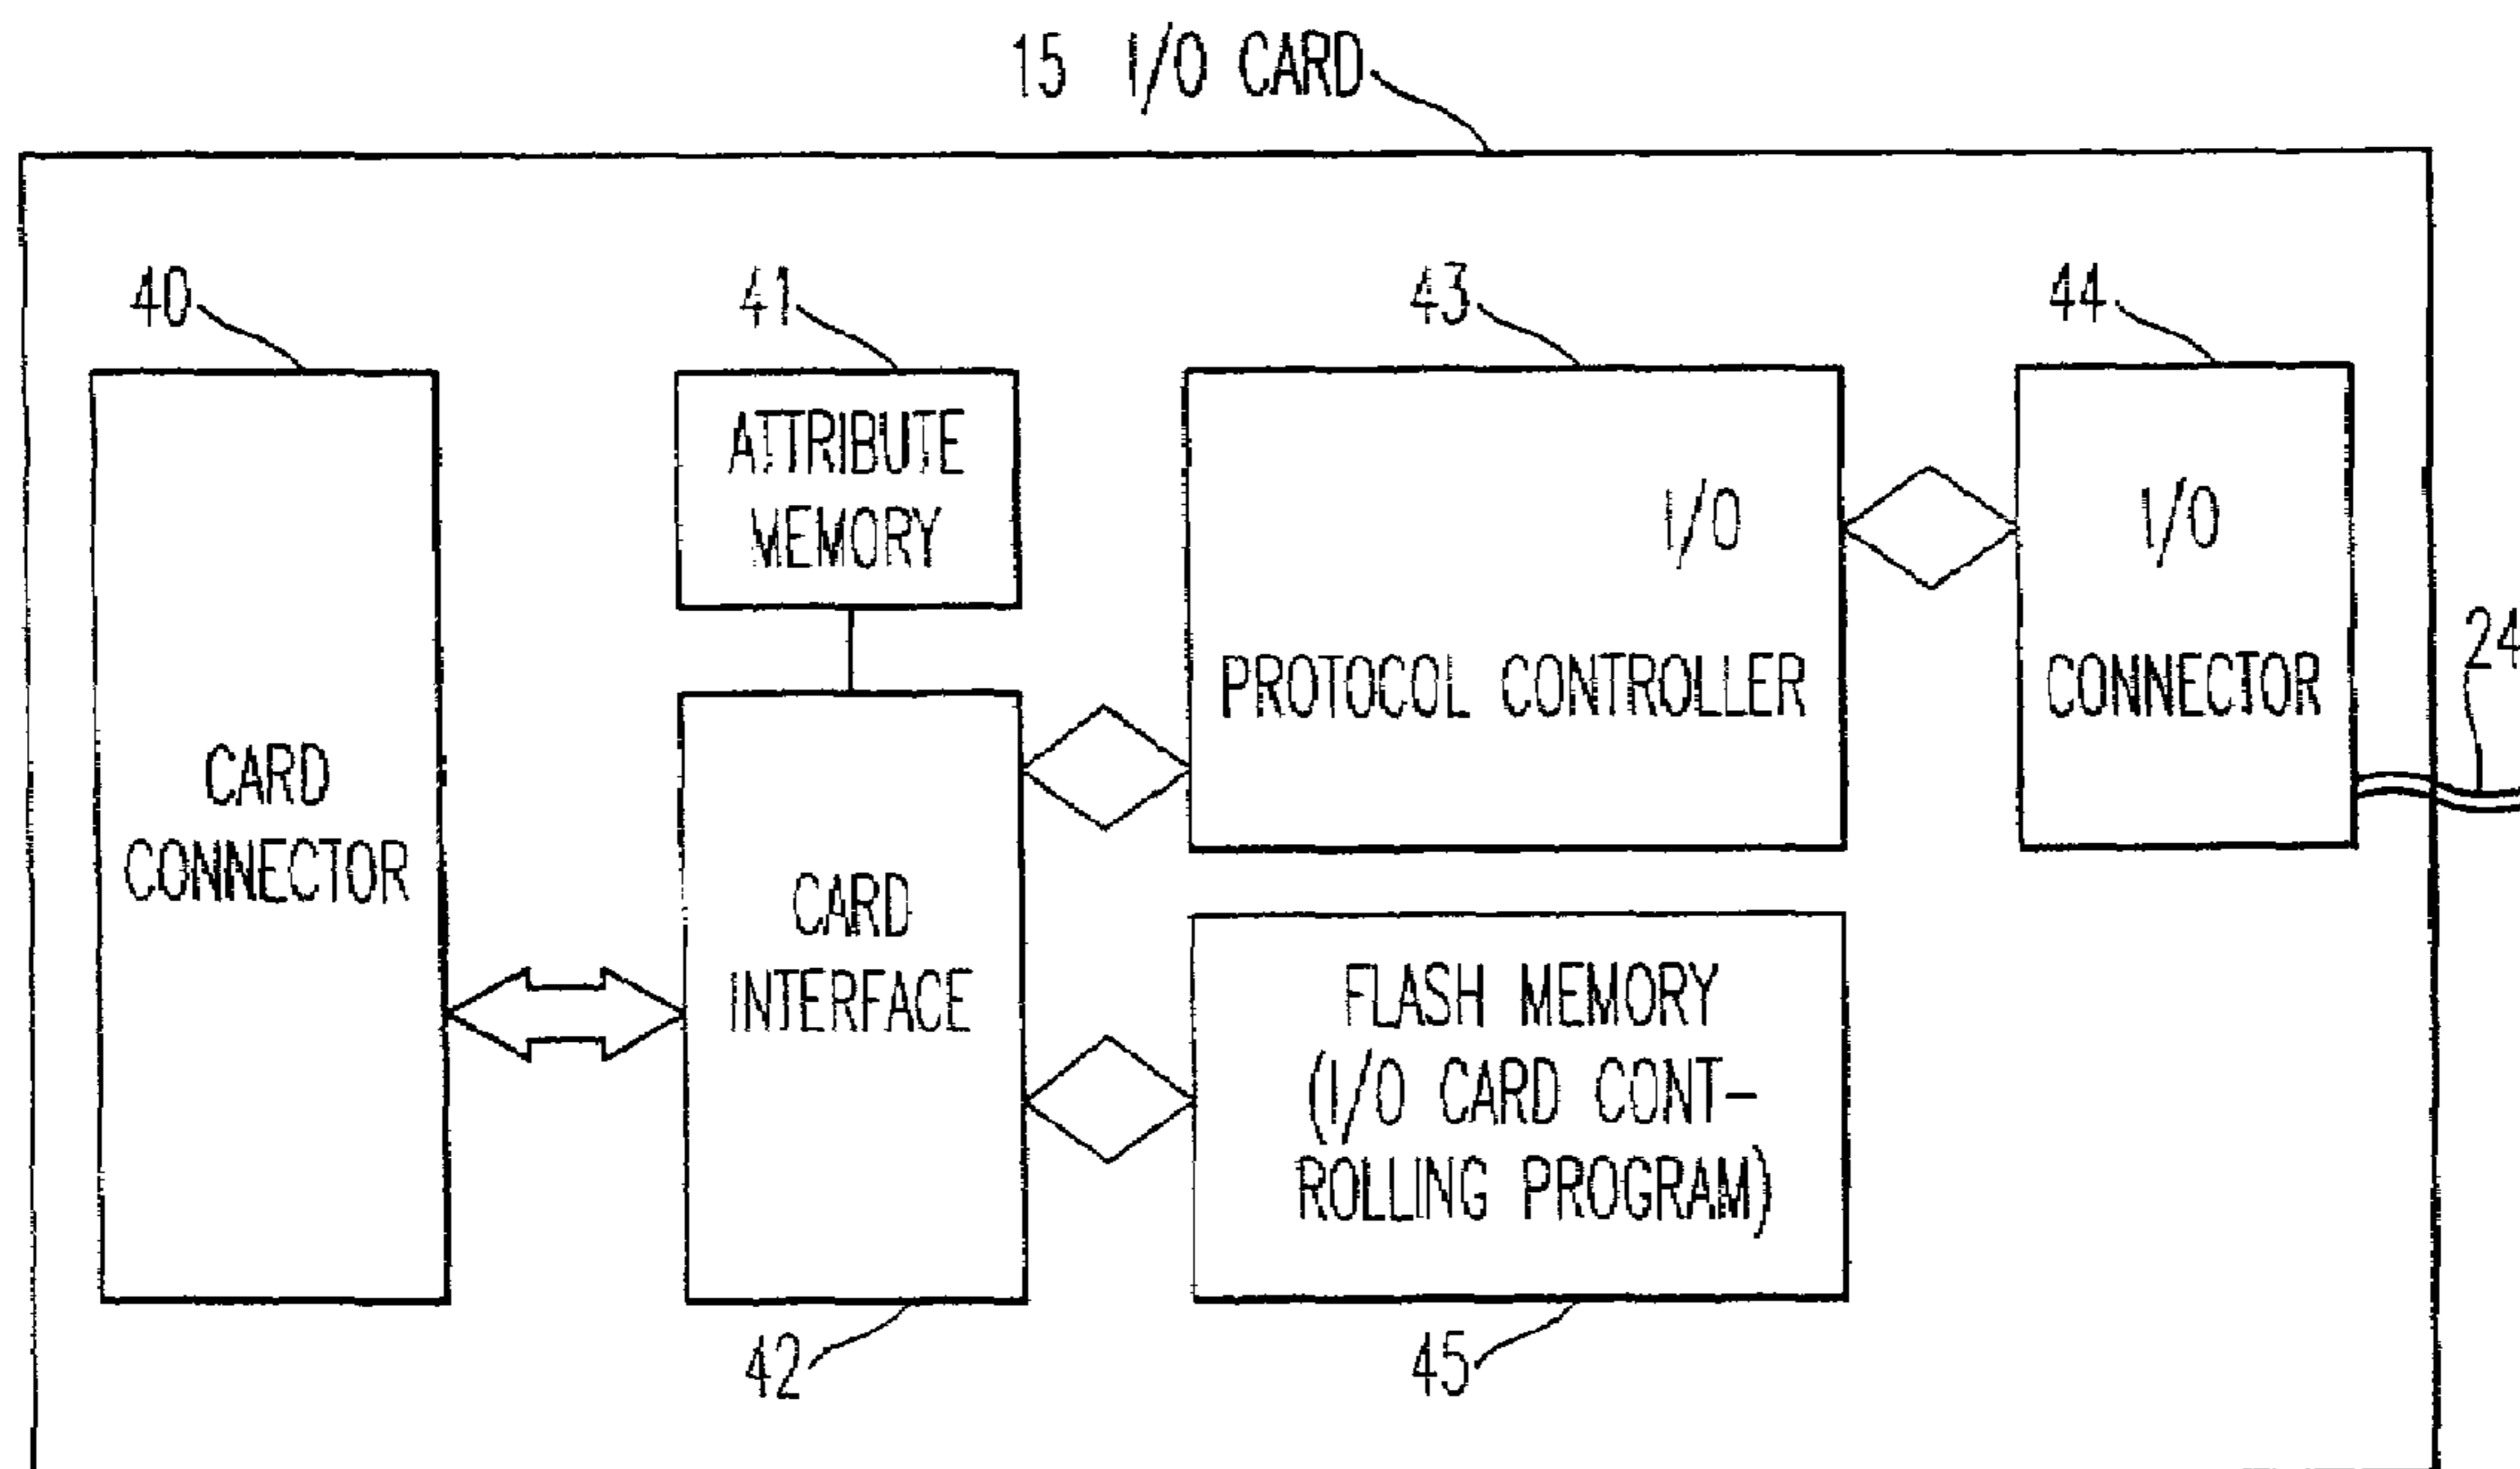 15 I/O CARD
40
41
43
44
ATTRIBUTE
MEMORY
I/O
I/O
24
PROTOCOL CONTROLLER
CONNECTOR
CARD
CONNECTOR
CARD
INTERFACE
FLASH MEMORY
(I/O CARD CONT-
ROLLING PROGRAM)
42
45